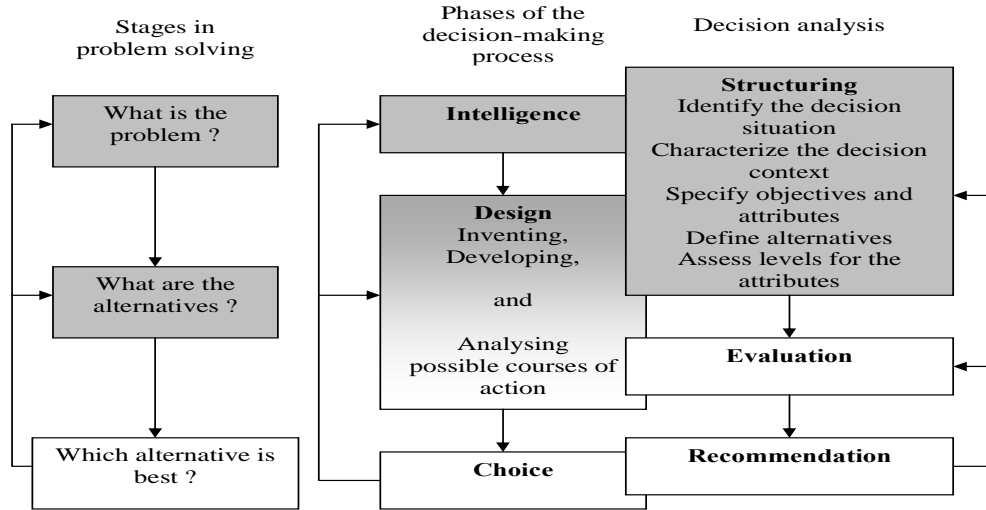 Stages in
problem solving
What is the
problem ?
What are the
alternatives ?
Which alternative is
best ?
Phases of the
decision-making
process
Intelligence
Design
Inventing,
Developing,
and
Analysing
possible courses of
action
Choice
Decision analysis
Structuring
Identify the decision
situation
Characterize the decision
context
Specify objectives and
attributes
Define alternatives
Assess levels for the
attributes
Evaluation
Recommendation